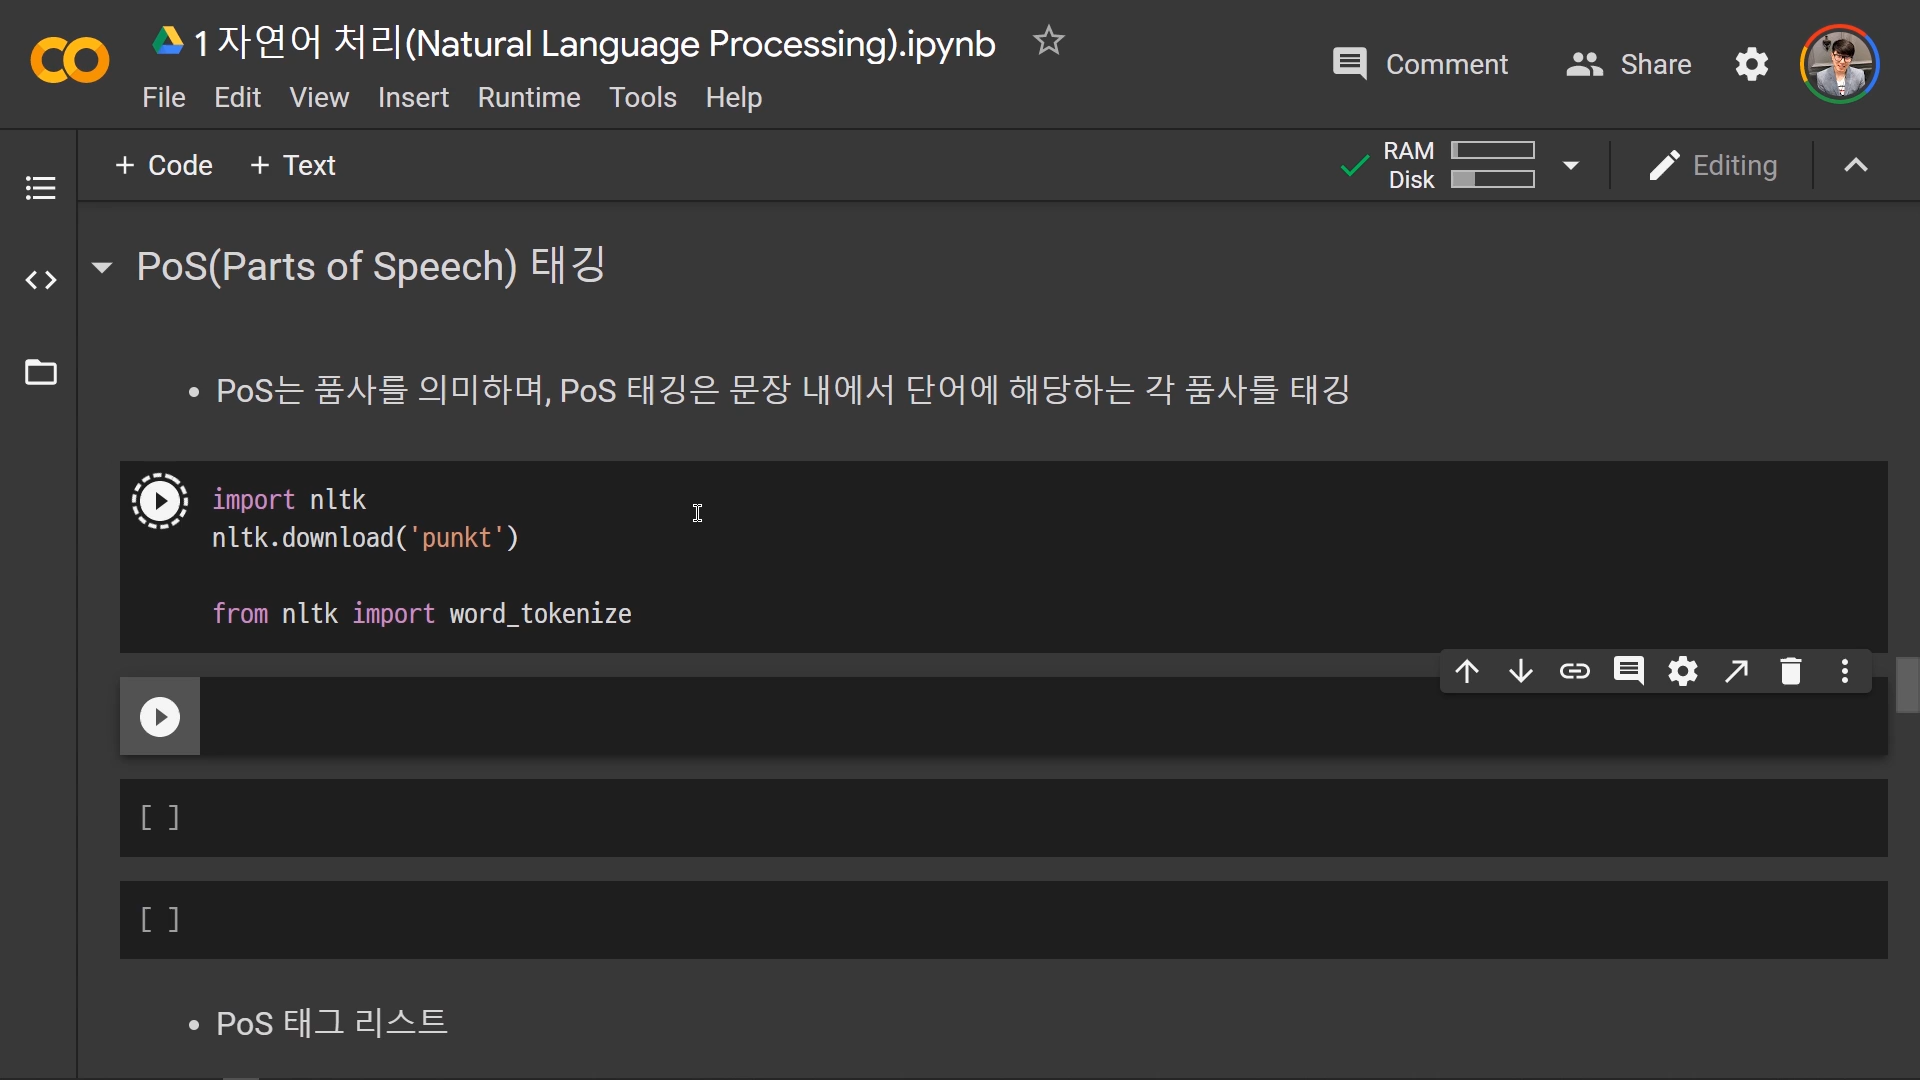 1 자연어 처리(Natural Language Processing).ipynb
File Edit View Insert Runtime Tools Help
Comment
Share
+ Code + Text
RAM
Disk
Editing
PoS(Parts of Speech) 태깅
• PoS는 품사를 의미하며, PoS 태깅은 문장 내에서 단어에 해당하는 각 품사를 태깅
import nltk
nltk.download('punkt')
from nltk import word_tokenize
[ ]
[ ]
• PoS 태그 리스트